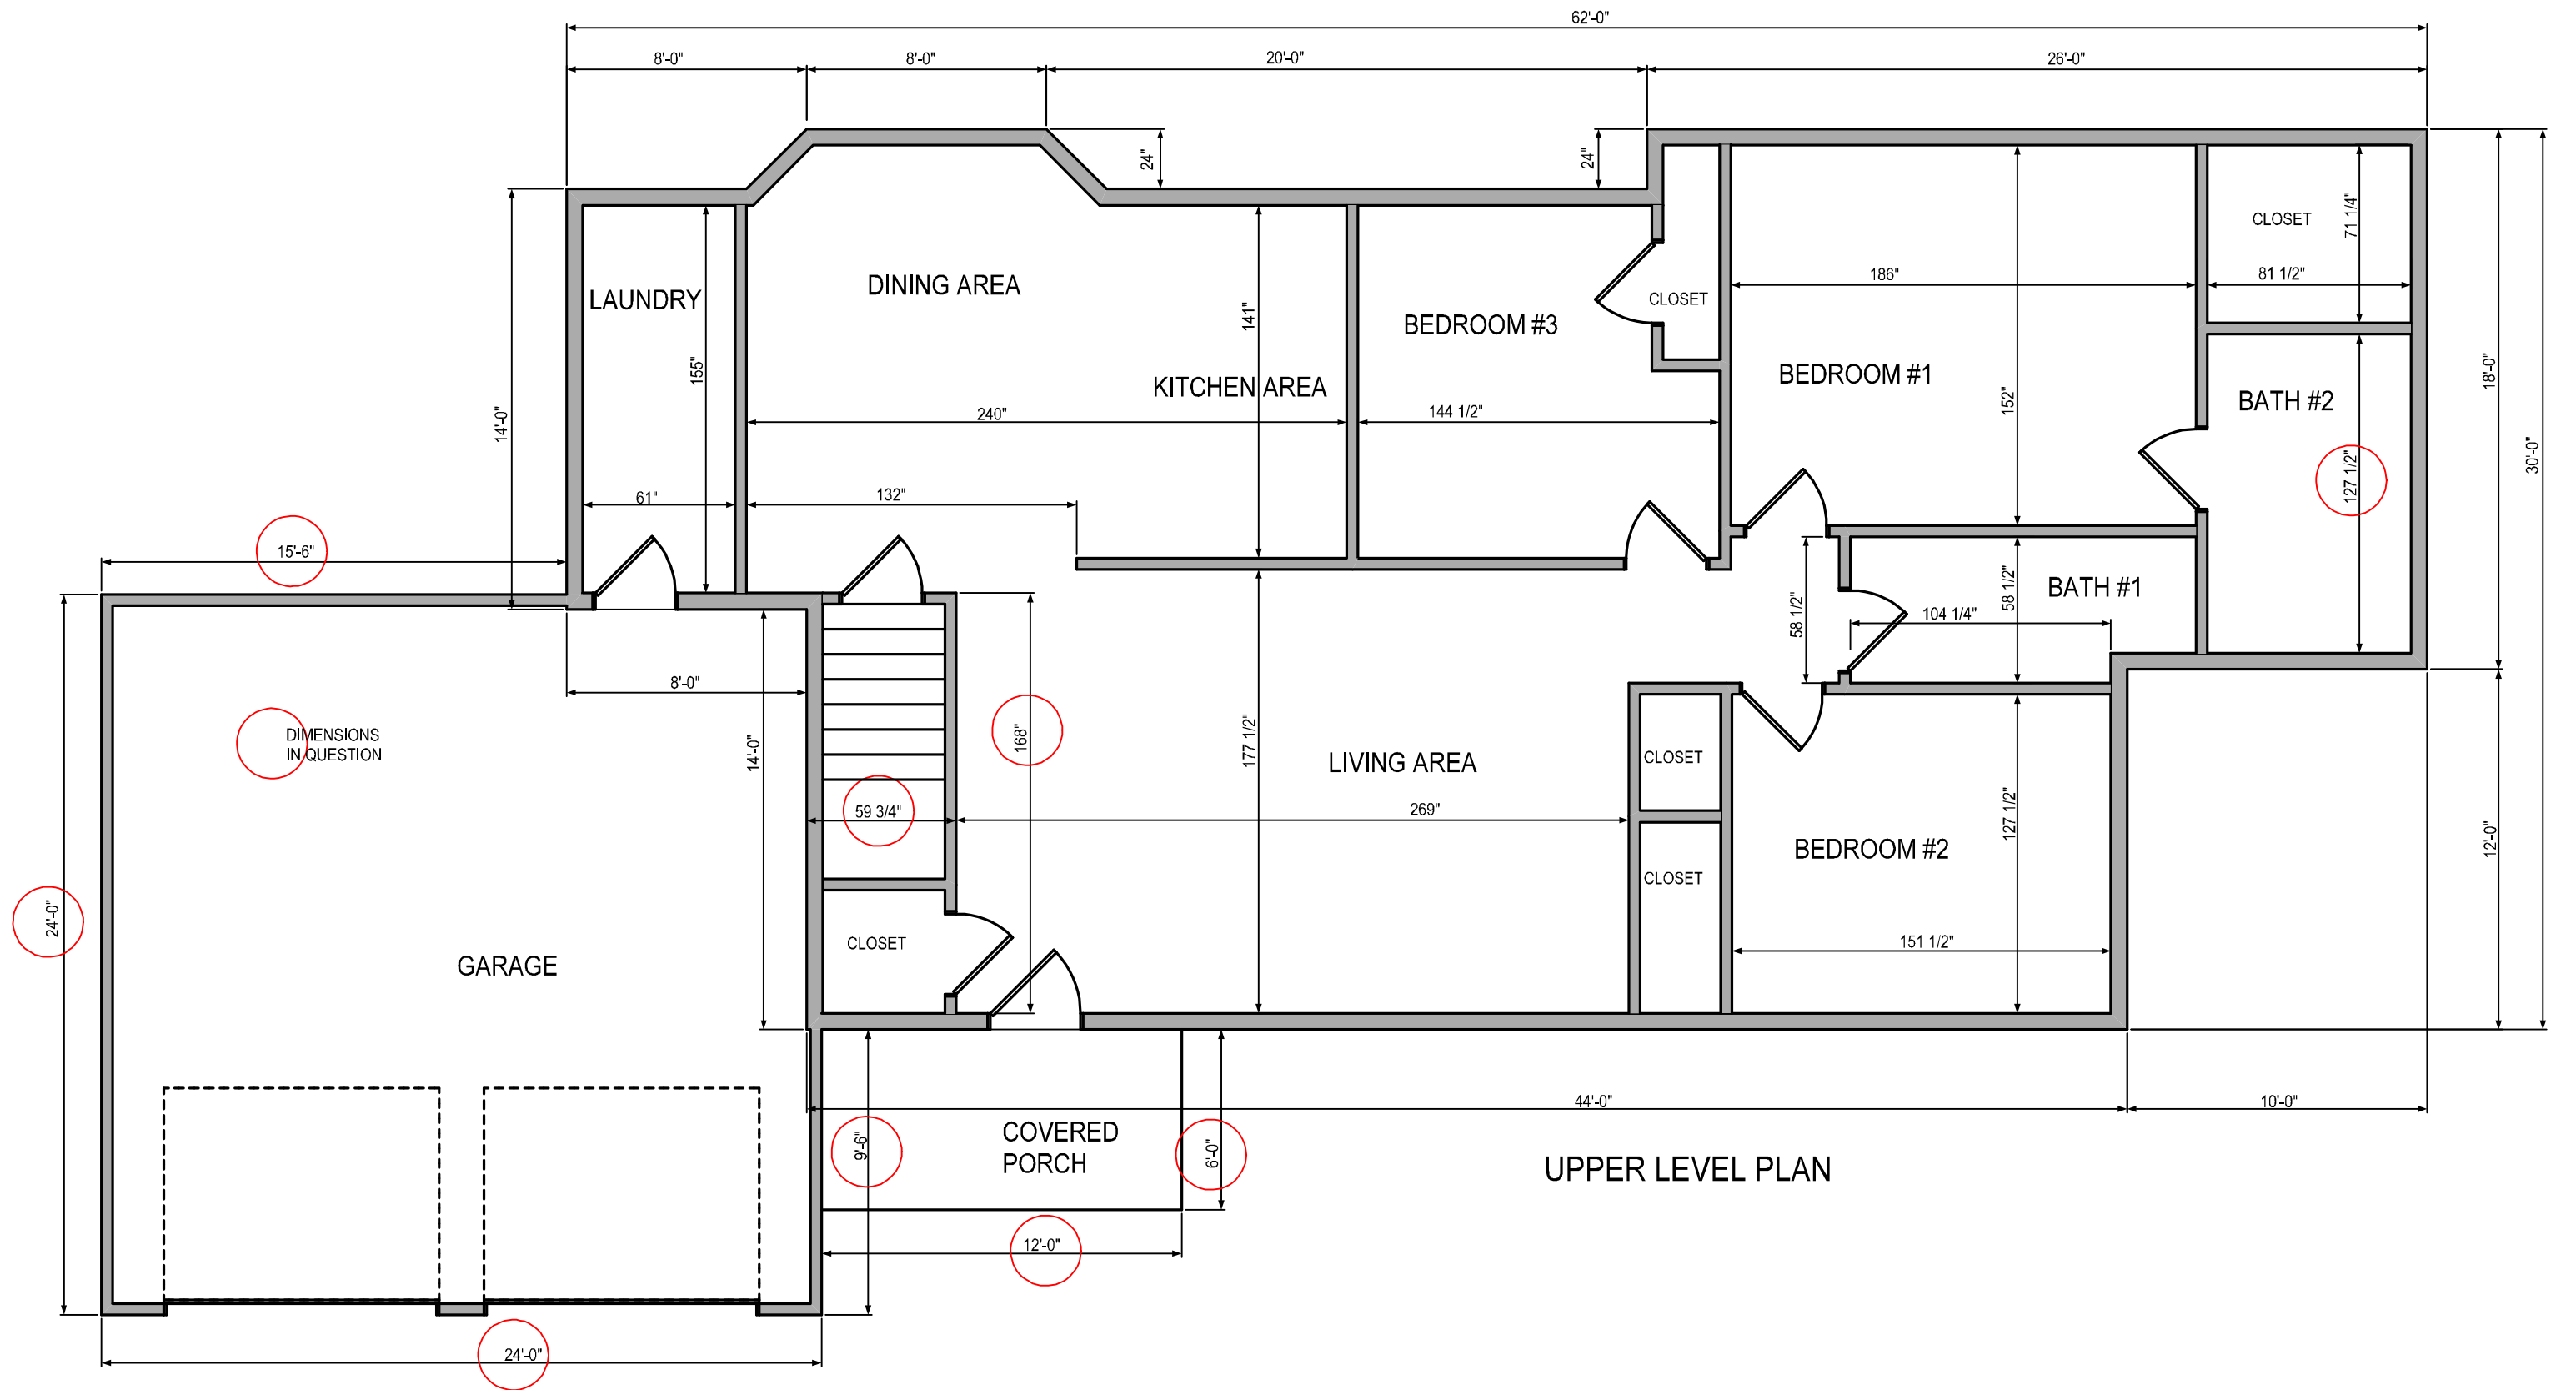 62'-0"
8'-0"
8'-0"
20'-0"
26'-0"
24"
24"
CLOSET
71 1/4"
81 1/2"
186"
LAUNDRY
DINING AREA
141"
CLOSET
BEDROOM #3
155"
KITCHEN AREA
BEDROOM #1
152"
BATH #2
18'-0"
30'-0"
14'-0"
240"
144 1/2"
127 1/2"
61"
132"
15'-6"
BATH #1
58 1/2"
58 1/2"
104 1/4"
8'-0"
DIMENSIONS
IN QUESTION
14'-0"
168"
177 1/2"
LIVING AREA
CLOSET
59 3/4"
269"
127 1/2"
12'-0"
BEDROOM #2
CLOSET
24'-0"
CLOSET
151 1/2"
GARAGE
44'-0"
10'-0"
9'-6"
COVERED
PORCH
6'-0"
UPPER LEVEL PLAN
12'-0"
24'-0"